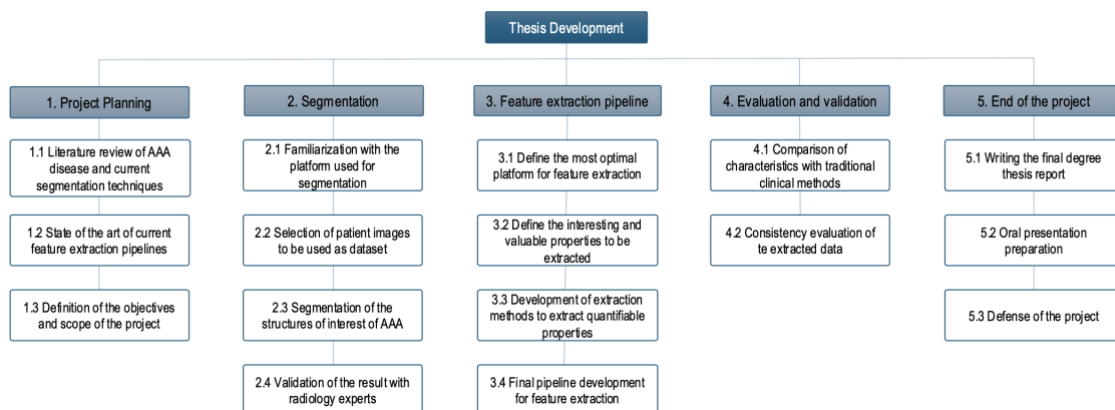 Thesis Development
1. Project Planning
1.1 Literature review of AAA
disease and current
segmentation techniques
1.2 State of the art of current
feature extraction pipelines
1.3 Definition of the objectives
and scope of the project
2. Segmentation
2.1 Familiarization with the
platform used for
segmentation
2.2 Selection of patient images
to be used as dataset
2.3 Segmentation of the
structures of interest of AAA
2.4 Validation of the result with
radiology experts
3. Feature extraction pipeline
3.1 Define the most optimal
platform for feature extraction
3.2 Define the interesting and
valuable properties to be
extracted
3.3 Development of extraction
methods to extract quantifiable
properties
3.4 Final pipeline development
for feature extraction
4. Evaluation and validation
4.1 Comparison of
characteristics with traditional
clinical methods
4.2 Consistency evaluation of
te extracted data
5. End of the project
5.1 Writing the final degree
thesis report
5.2 Oral presentation
preparation
5.3 Defense of the project